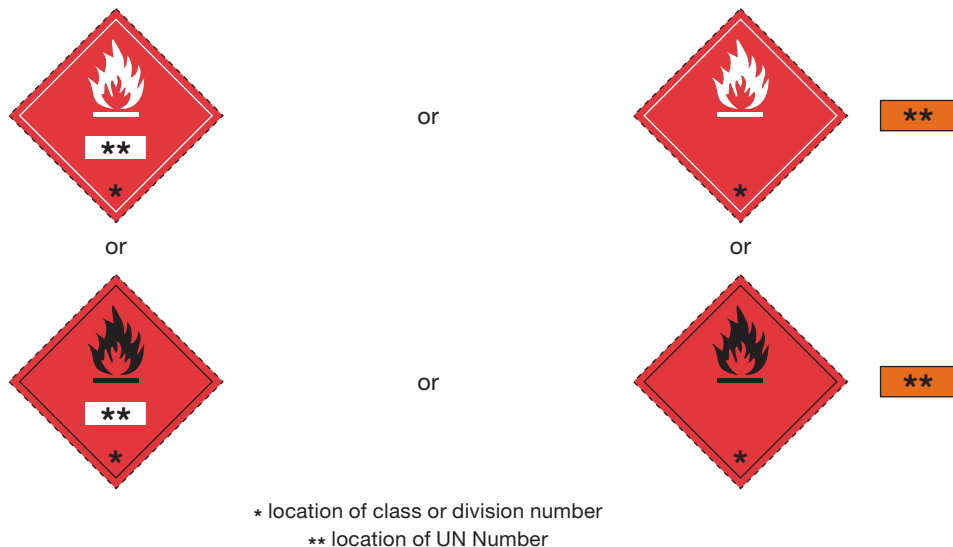 or
**
**
*
*
or
or
or
**
**
*
*
* location of class or division number
** location of UN Number